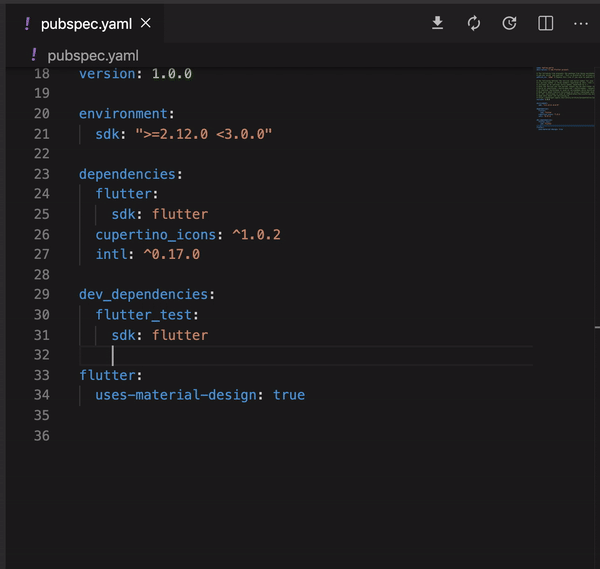 ! pubspec.yaml ×
! pubspec.yaml
18 version: 1.0.0
19
20 environment:
21 sdk: ">=2.12.0 <3.0.0"
22
23 dependencies:
24 flutter:
25 sdk: flutter
26 cupertino_icons: ^1.0.2
27 intl: ^0.17.0
28
29 dev_dependencies:
30 flutter_test:
31 sdk: flutter
32
33 flutter:
34 uses-material-design: true
35
36